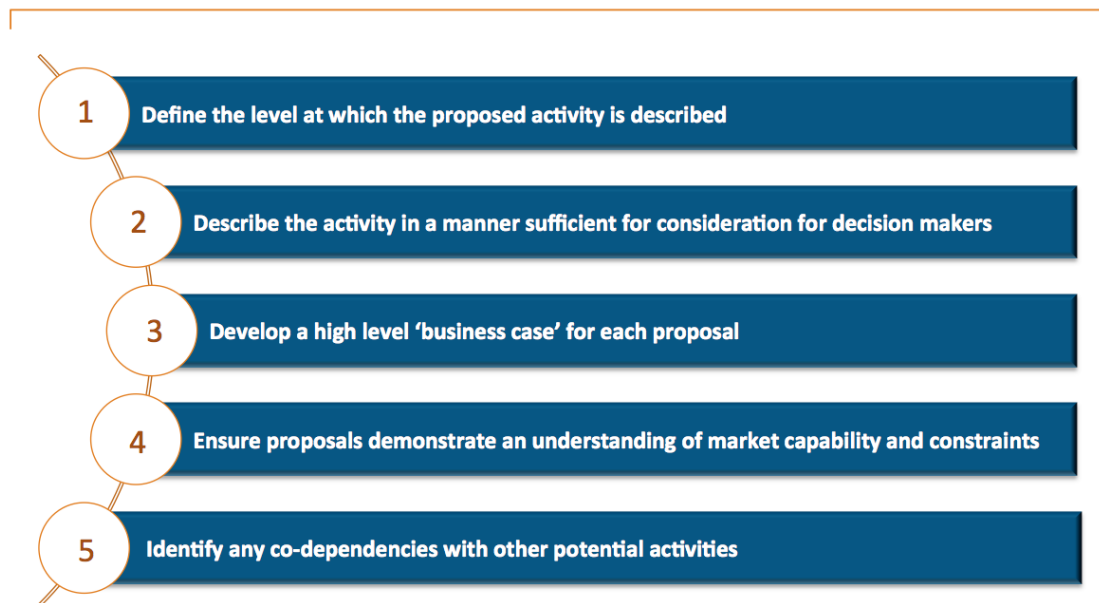 1
Define the level at which the proposed activity is described
2
Describe the activity in a manner sufficient for consideration for decision makers
3
Develop a high level ‘business case’ for each proposal
4
Ensure proposals demonstrate an understanding of market capability and constraints
5
Identify any co-dependencies with other potential activities